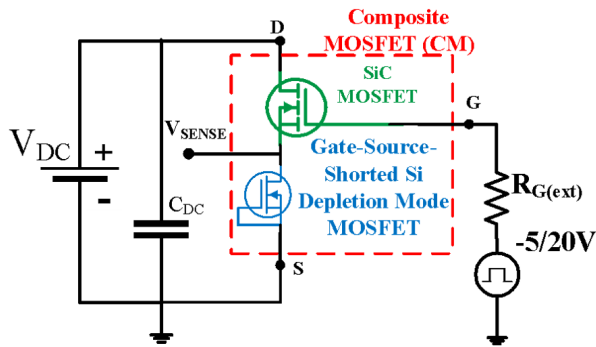 D
Composite
MOSFET (CM)
SiC
MOSFET
G
VSENSE
VDC
+
-
CDC
Gate-Source-
Shorted Si
Depletion Mode
MOSFET
RG(ext)
-5/20V
S